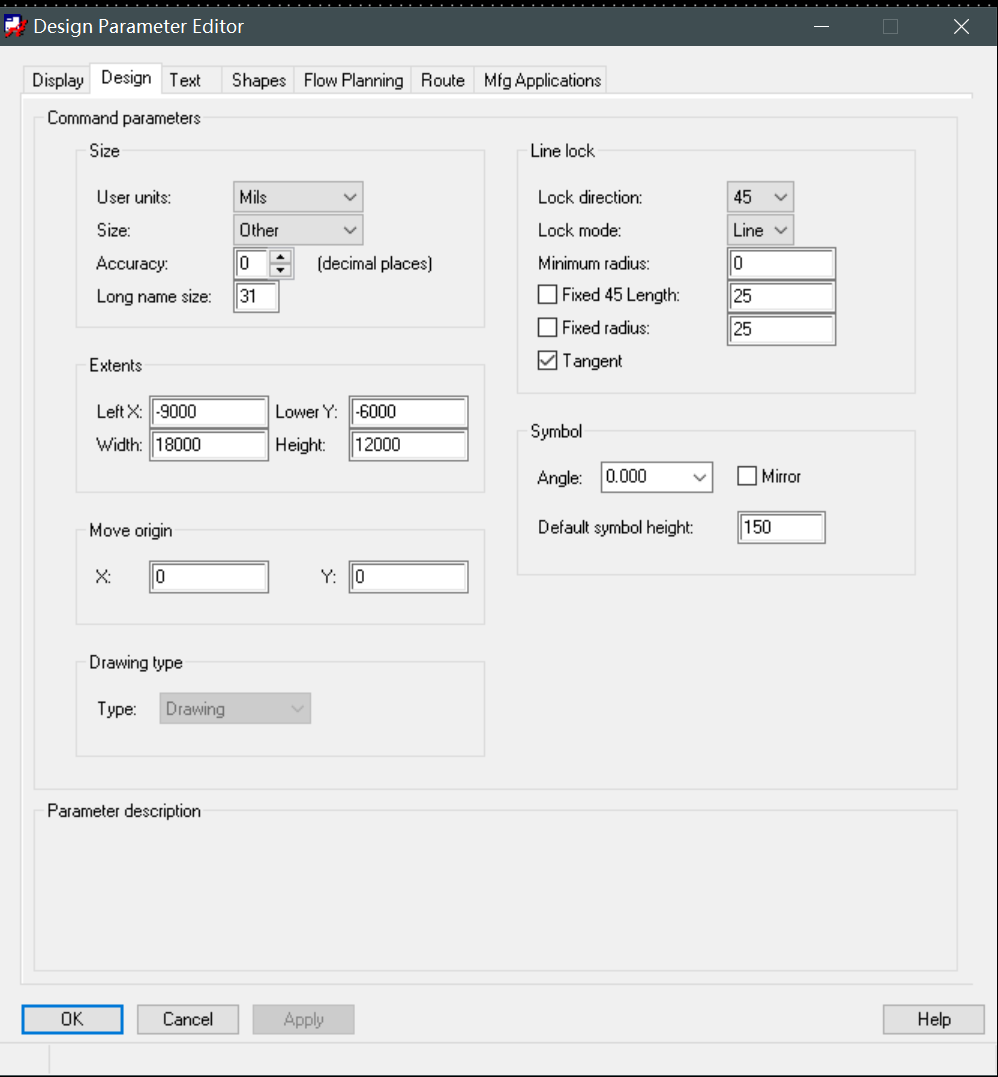 Design Parameter Editor
Display Design Text Shapes Flow Planning Route Mfg Applications
Command parameters
Size
User units: Mils
Size: Other
Accuracy: 0 (decimal places)
Long name size: 31
Extents
Left X: -9000 Lower Y: -6000
Width: 18000 Height: 12000
Move origin
X: 0 Y: 0
Drawing type
Type: Drawing
Line lock
Lock direction: 45
Lock mode: Line
Minimum radius: 0
Fixed 45 Length: 25
Fixed radius: 25
Tangent
Symbol
Angle: 0.000 Mirror
Default symbol height: 150
Parameter description
OK Cancel Apply Help